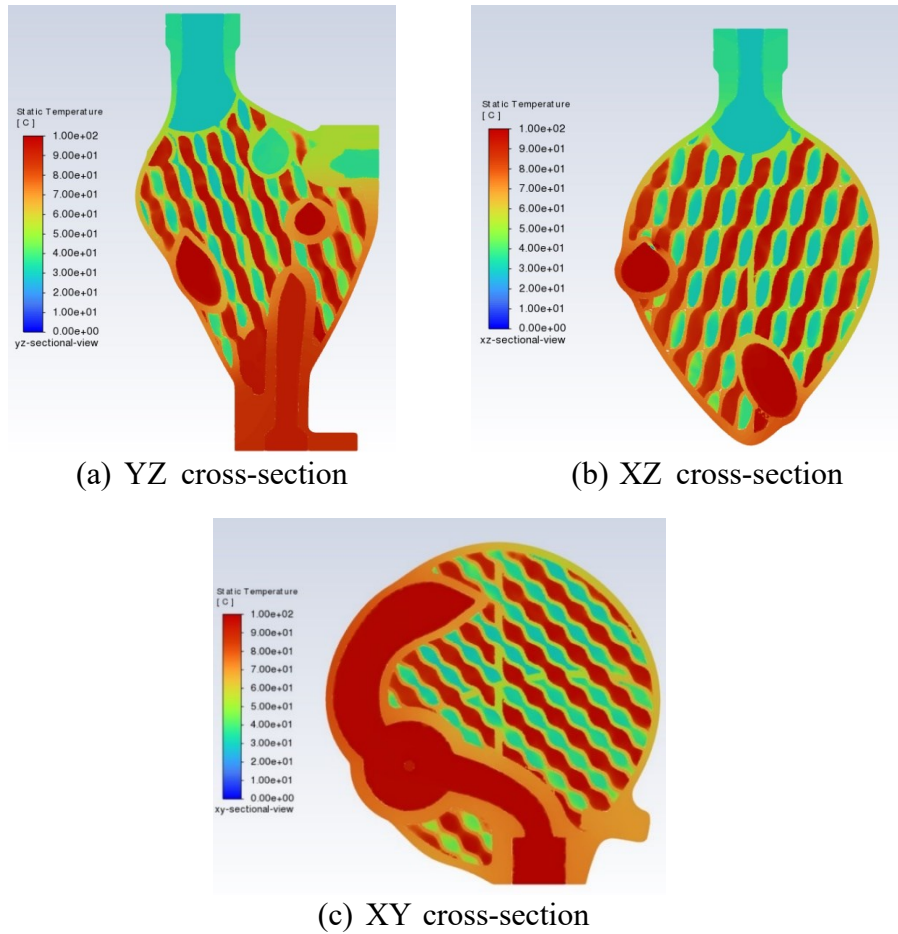 Static Temperature
[ C ]
1.00e+02
9.00e+01
8.00e+01
7.00e+01
6.00e+01
5.00e+01
4.00e+01
3.00e+01
2.00e+01
1.00e+01
0.00e+00
yz-sectional-view
(a) YZ cross-section
Static Temperature
[ C ]
1.00e+02
9.00e+01
8.00e+01
7.00e+01
6.00e+01
5.00e+01
4.00e+01
3.00e+01
2.00e+01
1.00e+01
0.00e+00
xz-sectional-view
(b) XZ cross-section
Static Temperature
[ C ]
1.00e+02
9.00e+01
8.00e+01
7.00e+01
6.00e+01
5.00e+01
4.00e+01
3.00e+01
2.00e+01
1.00e+01
0.00e+00
xy-sectional-view
(c) XY cross-section